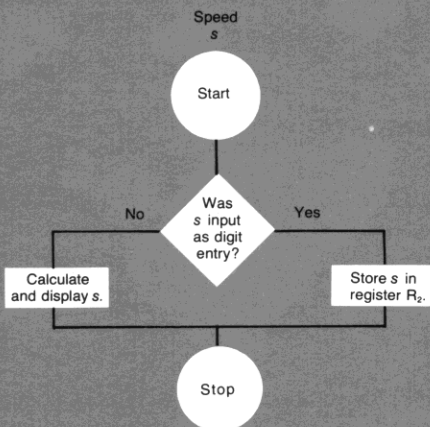 Speed
s
Start
Was
s input
as digit
entry?
No
Yes
Calculate
and display s.
Store s in
register R₂.
Stop